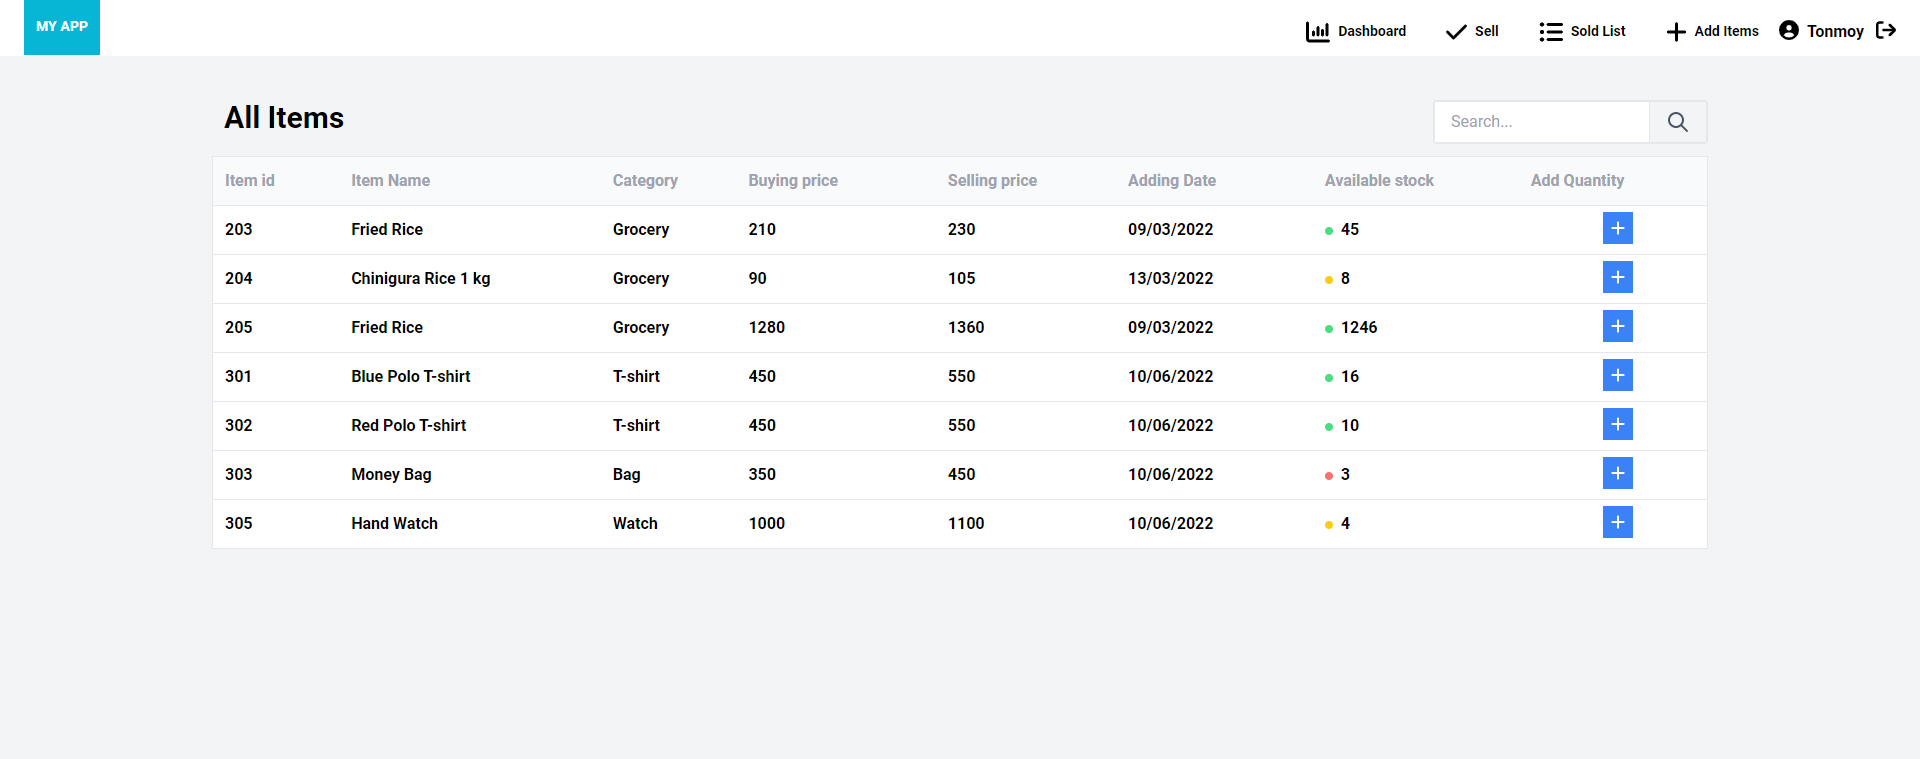 MY APP
Dashboard Sell Sold List Add Items Tonmoy
All Items
Search...
Item id Item Name Category Buying price Selling price Adding Date Available stock Add Quantity
203 Fried Rice Grocery 210 230 09/03/2022 45 +
204 Chinigura Rice 1 kg Grocery 90 105 13/03/2022 8 +
205 Fried Rice Grocery 1280 1360 09/03/2022 1246 +
301 Blue Polo T-shirt T-shirt 450 550 10/06/2022 16 +
302 Red Polo T-shirt T-shirt 450 550 10/06/2022 10 +
303 Money Bag Bag 350 450 10/06/2022 3 +
305 Hand Watch Watch 1000 1100 10/06/2022 4 +